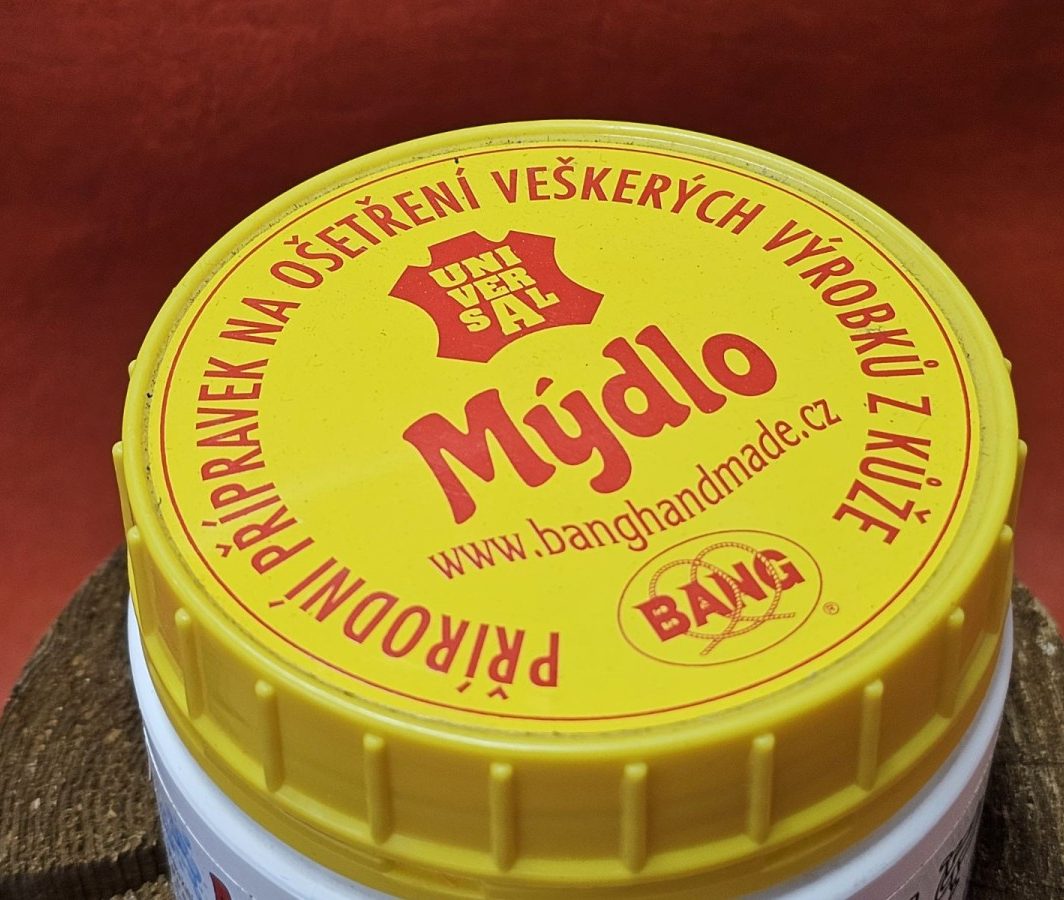 PŘÍRODNÍ PŘÍPRAVEK NA OŠETŘENÍ VEŠKERÝCH VÝROBKŮ Z KŮŽE
UNI
VER
SAL
Mýdlo
www.banghandmade.cz
BANG
®